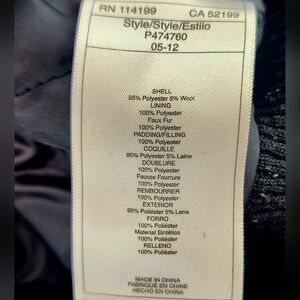 RN 114199 CA 52199
Style/Style/Estilo
P474760
05-12
SHELL
95% Polyester 5% Wool
LINING
100% Polyester
Faux Fur
100% Polyester
PADDING/FILLING
100% Polyester
COQUILLE
95% Polyester 5% Laine
DOUBLURE
100% Polyester
Fausse Fourrure
100% Polyester
REMBOURRER
100% Polyester
EXTERIOR
95% Poliéster 5% Lana
FORRO
100% Poliéster
Material Sintético
100% Poliéster
RELLENO
100% Poliéster
MADE IN CHINA
FABRIQUÉ EN CHINE
HECHO EN CHINA